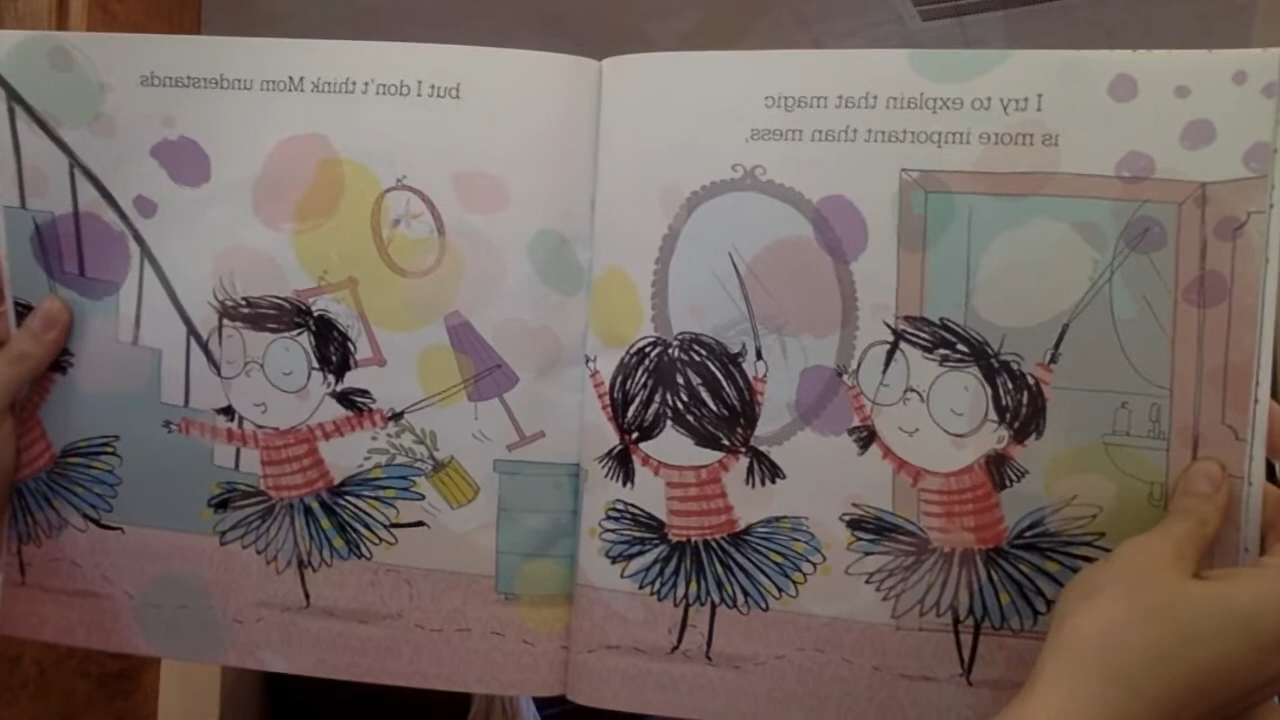 I try to explain that magic
is more important than mess,
but I don't think Mom understands.